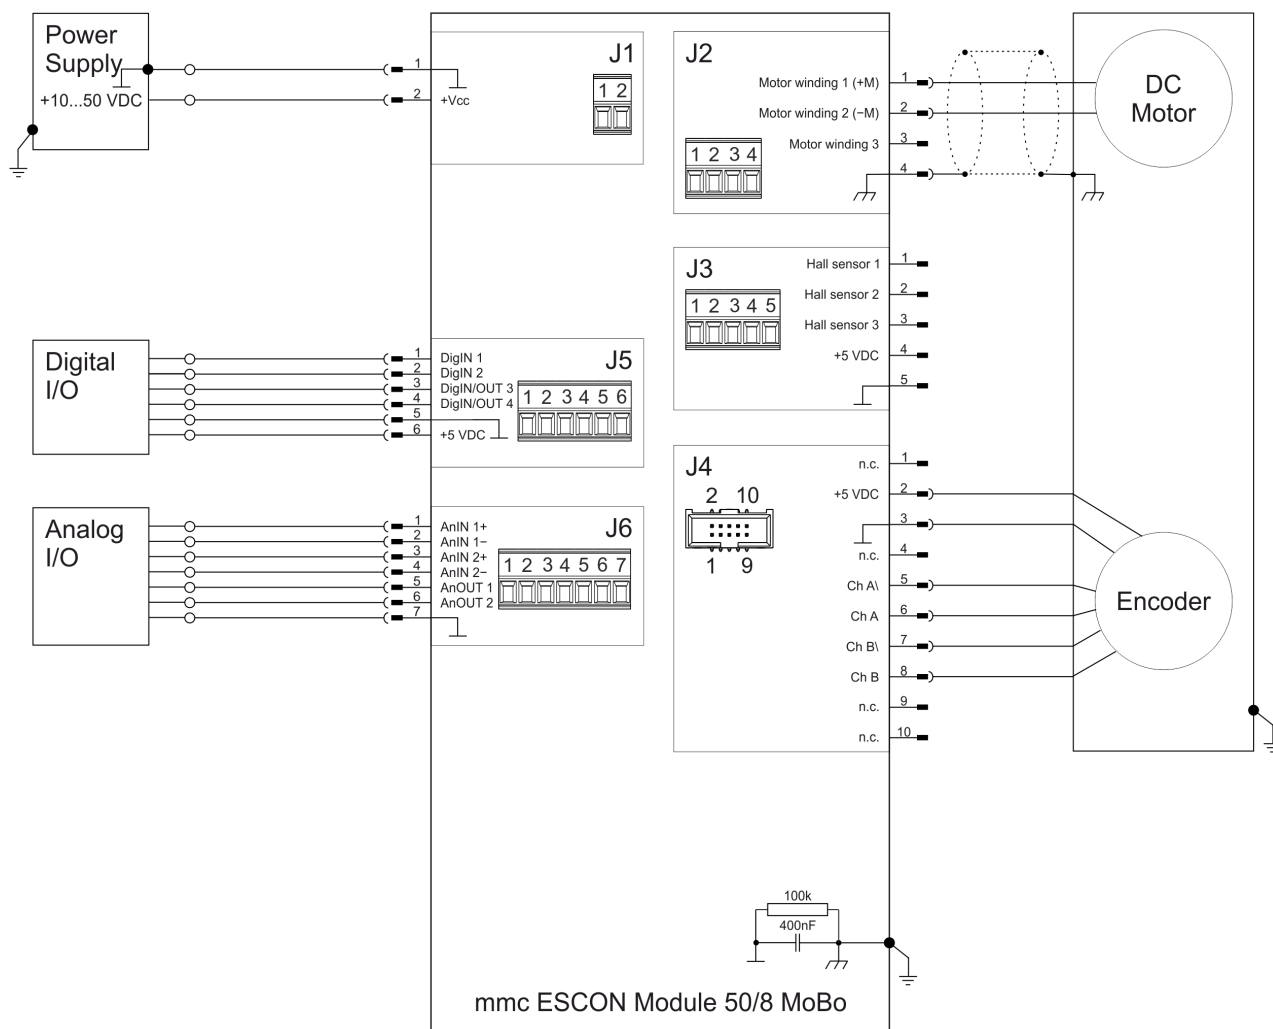 Power
Supply
+10...50 VDC
1
2
+Vcc
J1
1 2
J2
Motor winding 1 (+M)
Motor winding 2 (−M)
Motor winding 3
1
2
3
4
1 2 3 4
DC
Motor
J3
Hall sensor 1
Hall sensor 2
Hall sensor 3
+5 VDC
1
2
3
4
5
1 2 3 4 5
Digital
I/O
1
2
3
4
5
6
DigIN 1
DigIN 2
DigIN/OUT 3
DigIN/OUT 4
+5 VDC
J5
1 2 3 4 5 6
J4
2 10
1 9
n.c.
+5 VDC
n.c.
Ch A\
Ch A
Ch B\
Ch B
n.c.
n.c.
1
2
3
4
5
6
7
8
9
10
Encoder
Analog
I/O
1
2
3
4
5
6
7
AnIN 1+
AnIN 1−
AnIN 2+
AnIN 2−
AnOUT 1
AnOUT 2
J6
1 2 3 4 5 6 7
100k
400nF
mmc ESCON Module 50/8 MoBo